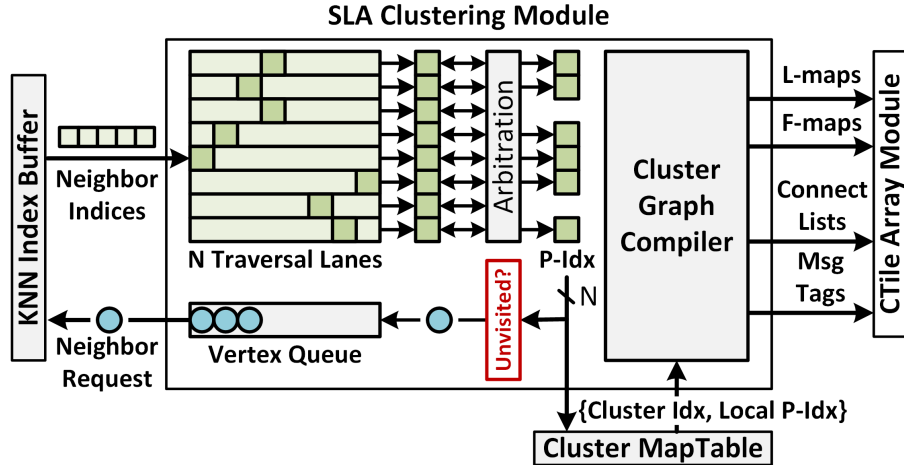 SLA Clustering Module
KNN Index Buffer
Neighbor
Indices
N Traversal Lanes
Arbitration
P-Idx
N
Unvisited?
Vertex Queue
Neighbor
Request
Cluster
Graph
Compiler
L-maps
F-maps
Connect
Lists
Msg
Tags
CTile Array Module
{Cluster Idx, Local P-Idx}
Cluster MapTable